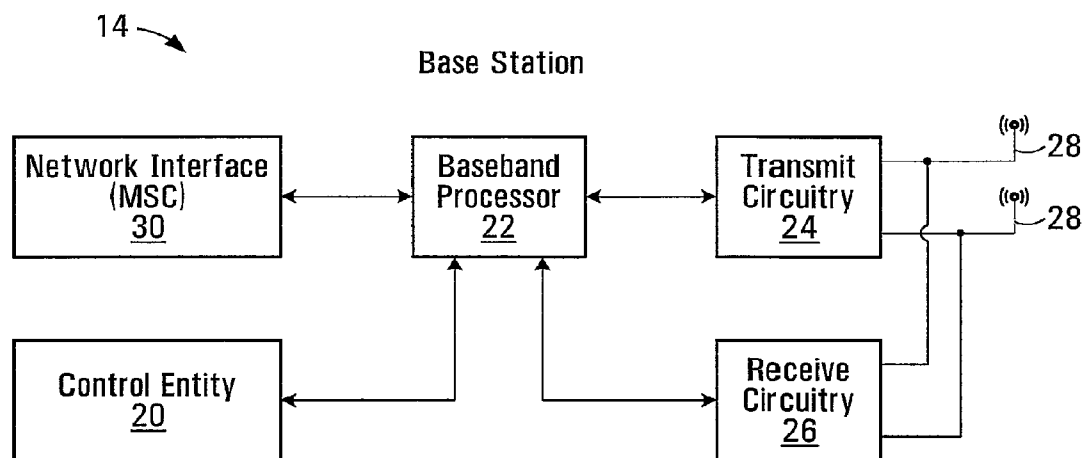 14
Base Station
Network Interface
(MSC)
30
Baseband
Processor
22
Transmit
Circuitry
24
28
28
Control Entity
20
Receive
Circuitry
26